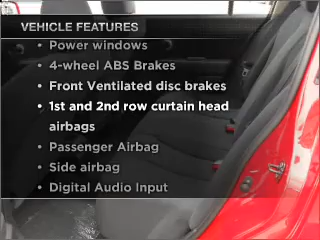 VEHICLE FEATURES
• Power windows
• 4-wheel ABS Brakes
• Front Ventilated disc brakes
• 1st and 2nd row curtain head
airbags
• Passenger Airbag
• Side airbag
• Digital Audio Input